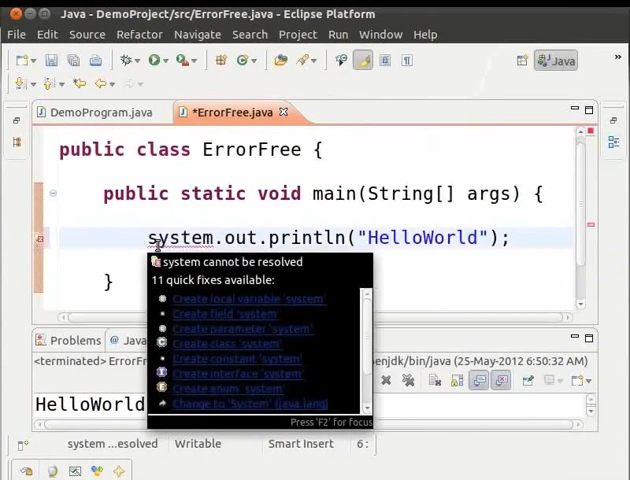 Java - DemoProject/src/ErrorFree.java - Eclipse Platform
File Edit Source Refactor Navigate Search Project Run Window Help
Java
DemoProgram.java *ErrorFree.java
public class ErrorFree {
public static void main(String[] args) {
system.out.println("HelloWorld");
}
system cannot be resolved
11 quick fixes available:
Create local variable 'system'
Create field 'system'
Create parameter 'system'
Create class 'system'
Create constant 'system'
Create interface 'system'
Create enum 'system'
Change to 'System' (java.lang)
Press 'F2' for focus
Problems Java
<terminated> ErrorF enjdk/bin/java (25-May-2012 6:50:32 AM)
HelloWorld
system ...esolved Writable Smart Insert 6 :